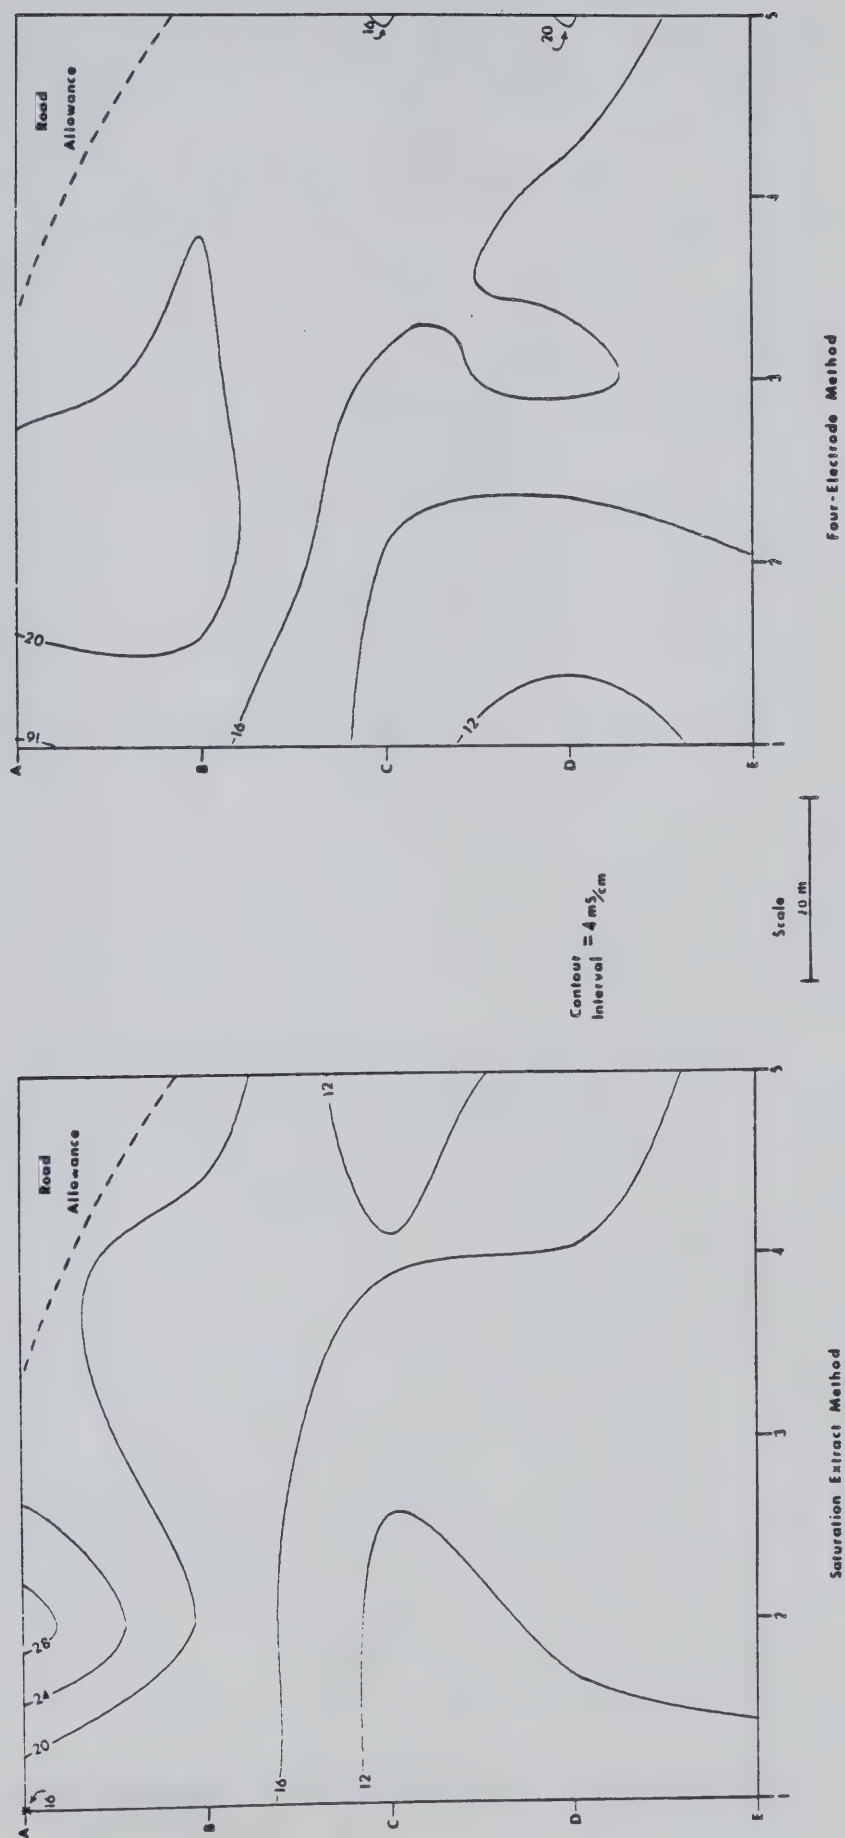 A
16
20
24
28
Road
Allowance
B
16
12
12
C
D
E
1
2
3
4
5
Saturation Extract Method
Contour
Interval = 4 mS/cm
Scale
10 m
A
16
20
Road
Allowance
B
16
16
C
12
20
D
E
1
2
3
4
5
Four-Electrode Method